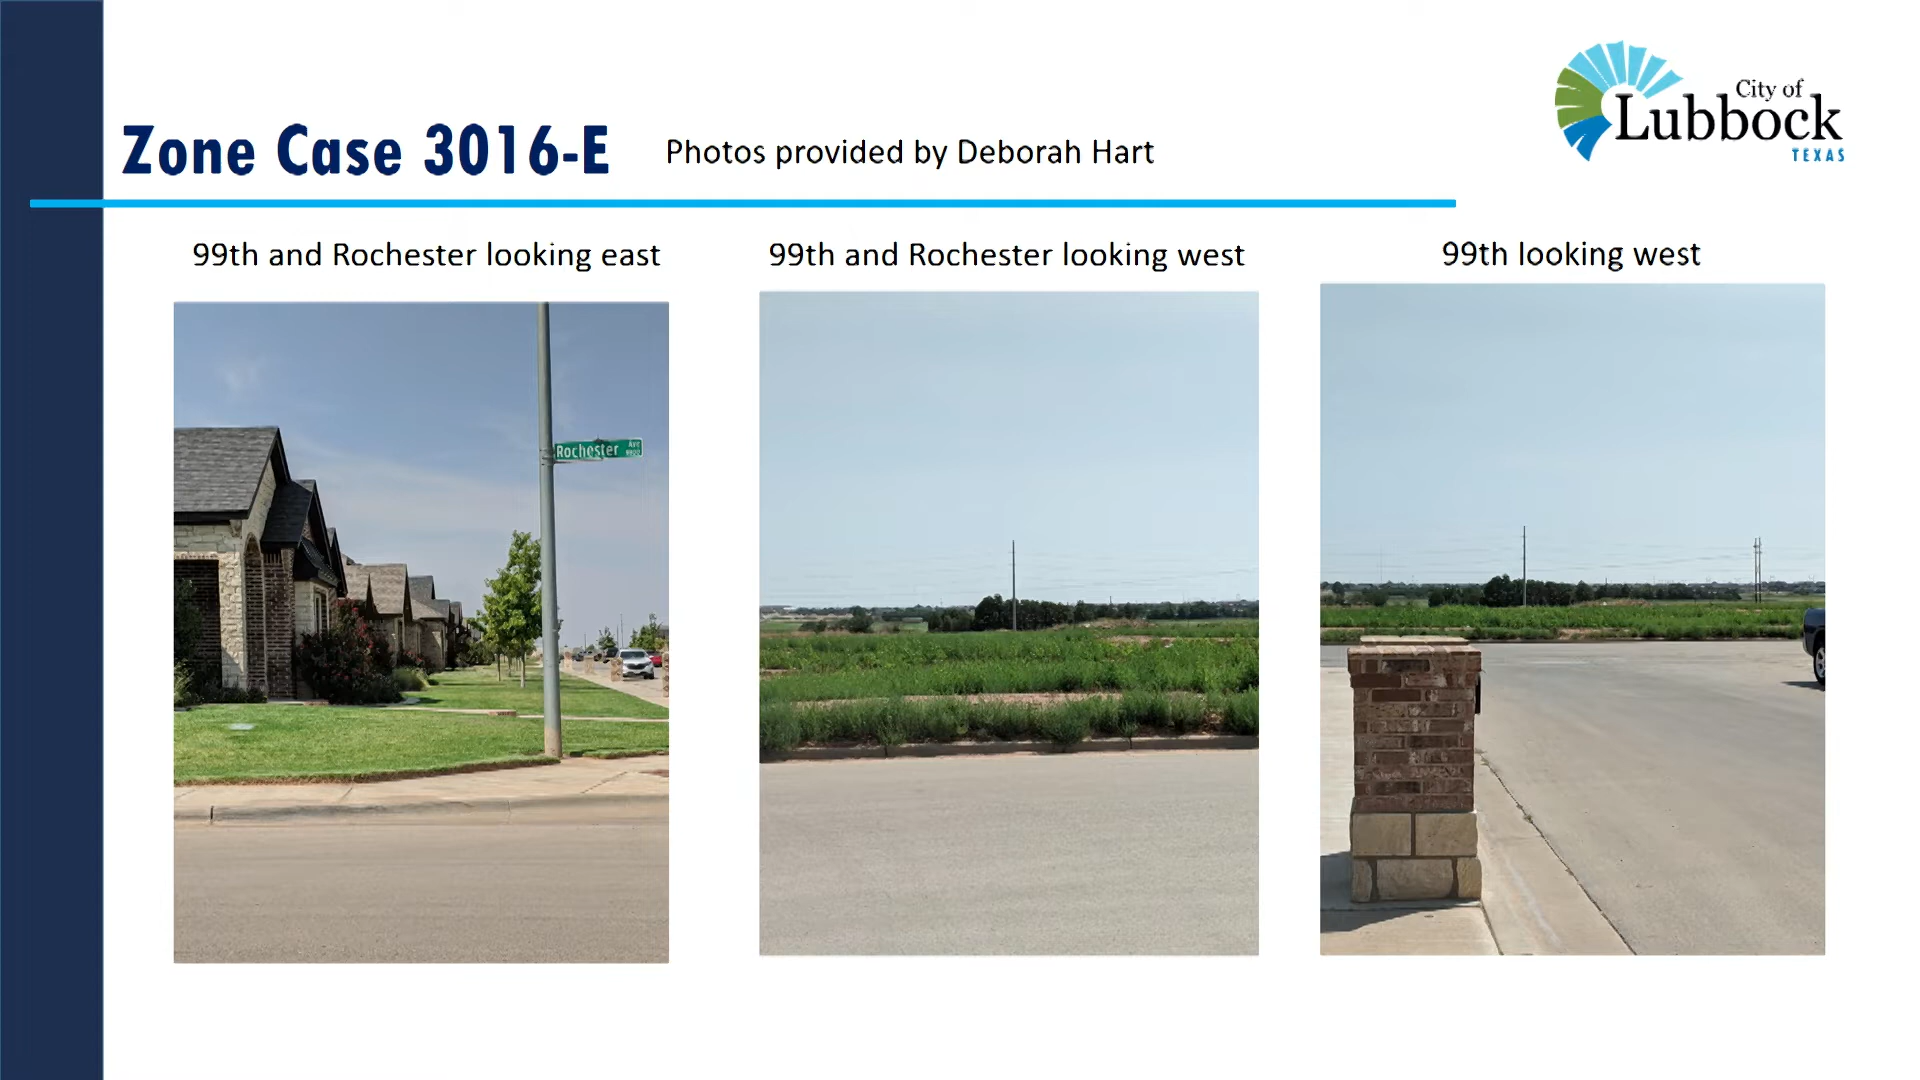 City of
Lubbock
TEXAS
Zone Case 3016-E
Photos provided by Deborah Hart
99th and Rochester looking east
99th and Rochester looking west
99th looking west
Rochester Ave